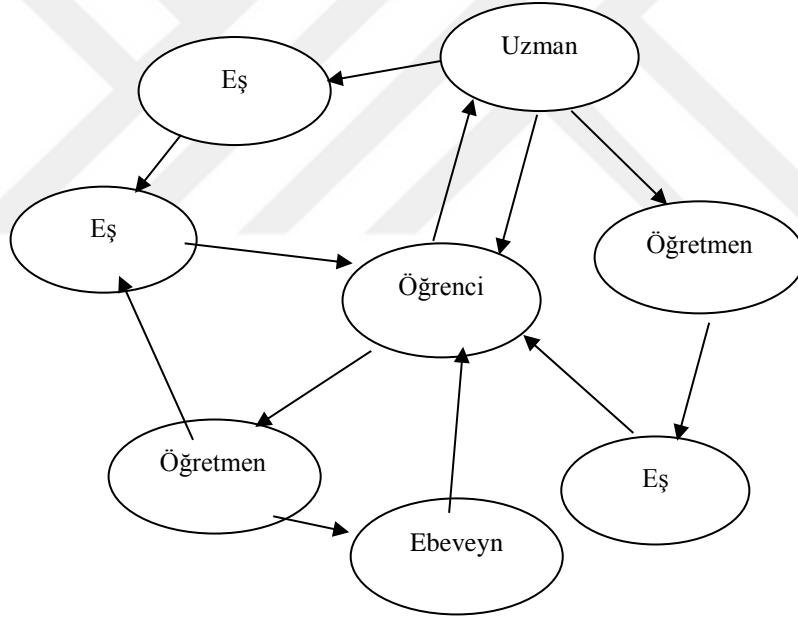 Uzman
Eş
Eş
Öğretmen
Öğrenci
Öğretmen
Eş
Ebeveyn